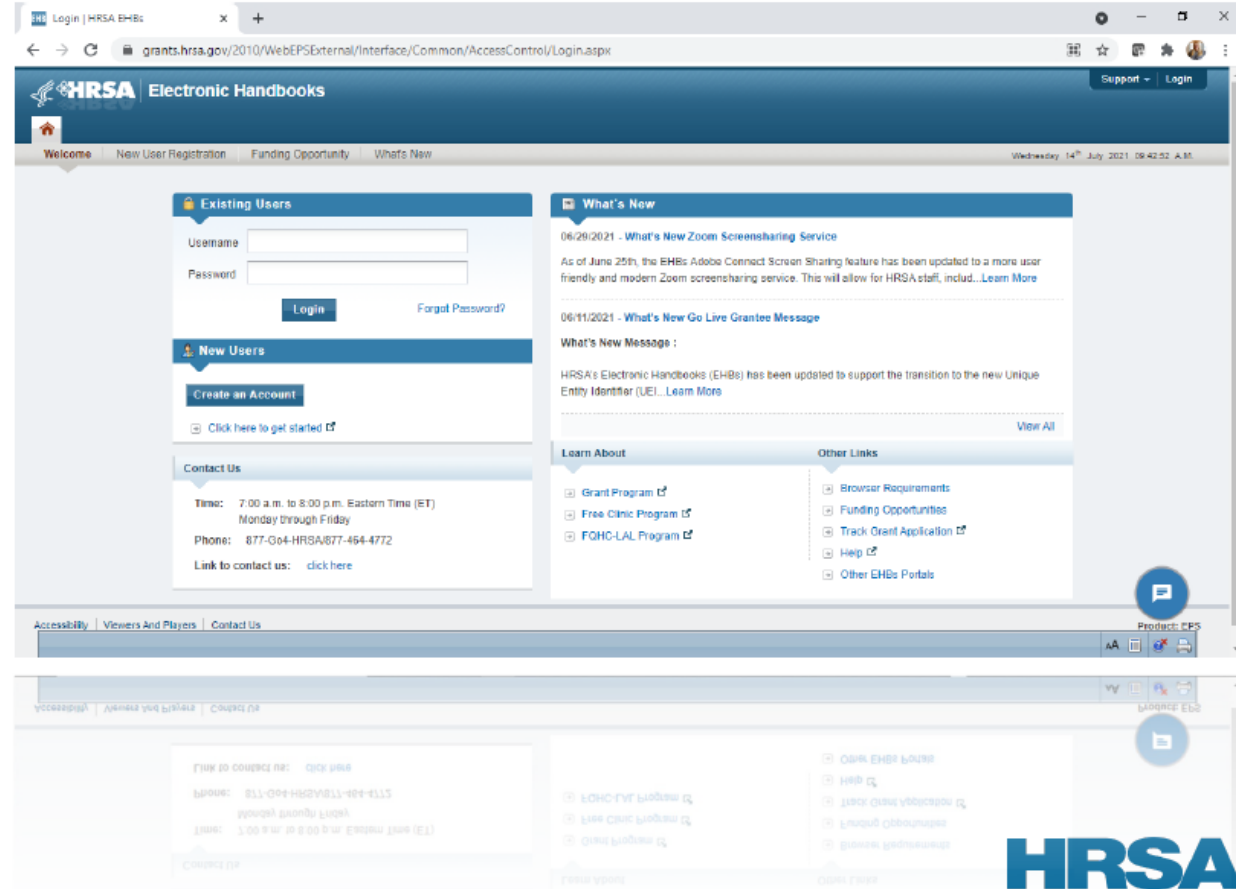 Login | HRSA EHBs
grants.hrsa.gov/2010/WebEPSExternal/Interface/Common/AccessControl/Login.aspx
HRSA Electronic Handbooks
Support Login
Welcome New User Registration Funding Opportunity What's New
Wednesday 14th July 2021 09:42:52 A.M.
Existing Users
Username
Password
Login Forgot Password?
New Users
Create an Account
Click here to get started
Contact Us
Time: 7:00 a.m. to 8:00 p.m. Eastern Time (ET)
Monday through Friday
Phone: 877-Go4-HRSA/877-464-4772
Link to contact us: click here
What's New
06/29/2021 - What's New Zoom Screensharing Service
As of June 25th, the EHBs Adobe Connect Screen Sharing feature has been updated to a more user
friendly and modern Zoom screensharing service. This will allow for HRSA staff, includ...Learn More
06/11/2021 - What's New Go Live Grantee Message
What's New Message :
HRSA's Electronic Handbooks (EHBs) has been updated to support the transition to the new Unique
Entity Identifier (UEI...Learn More
View All
Learn About
Grant Program
Free Clinic Program
FQHC-LAL Program
Other Links
Browser Requirements
Funding Opportunities
Track Grant Application
Help
Other EHBs Portals
Accessibility | Viewers And Players | Contact Us
Product: EPS
AA
HRSA